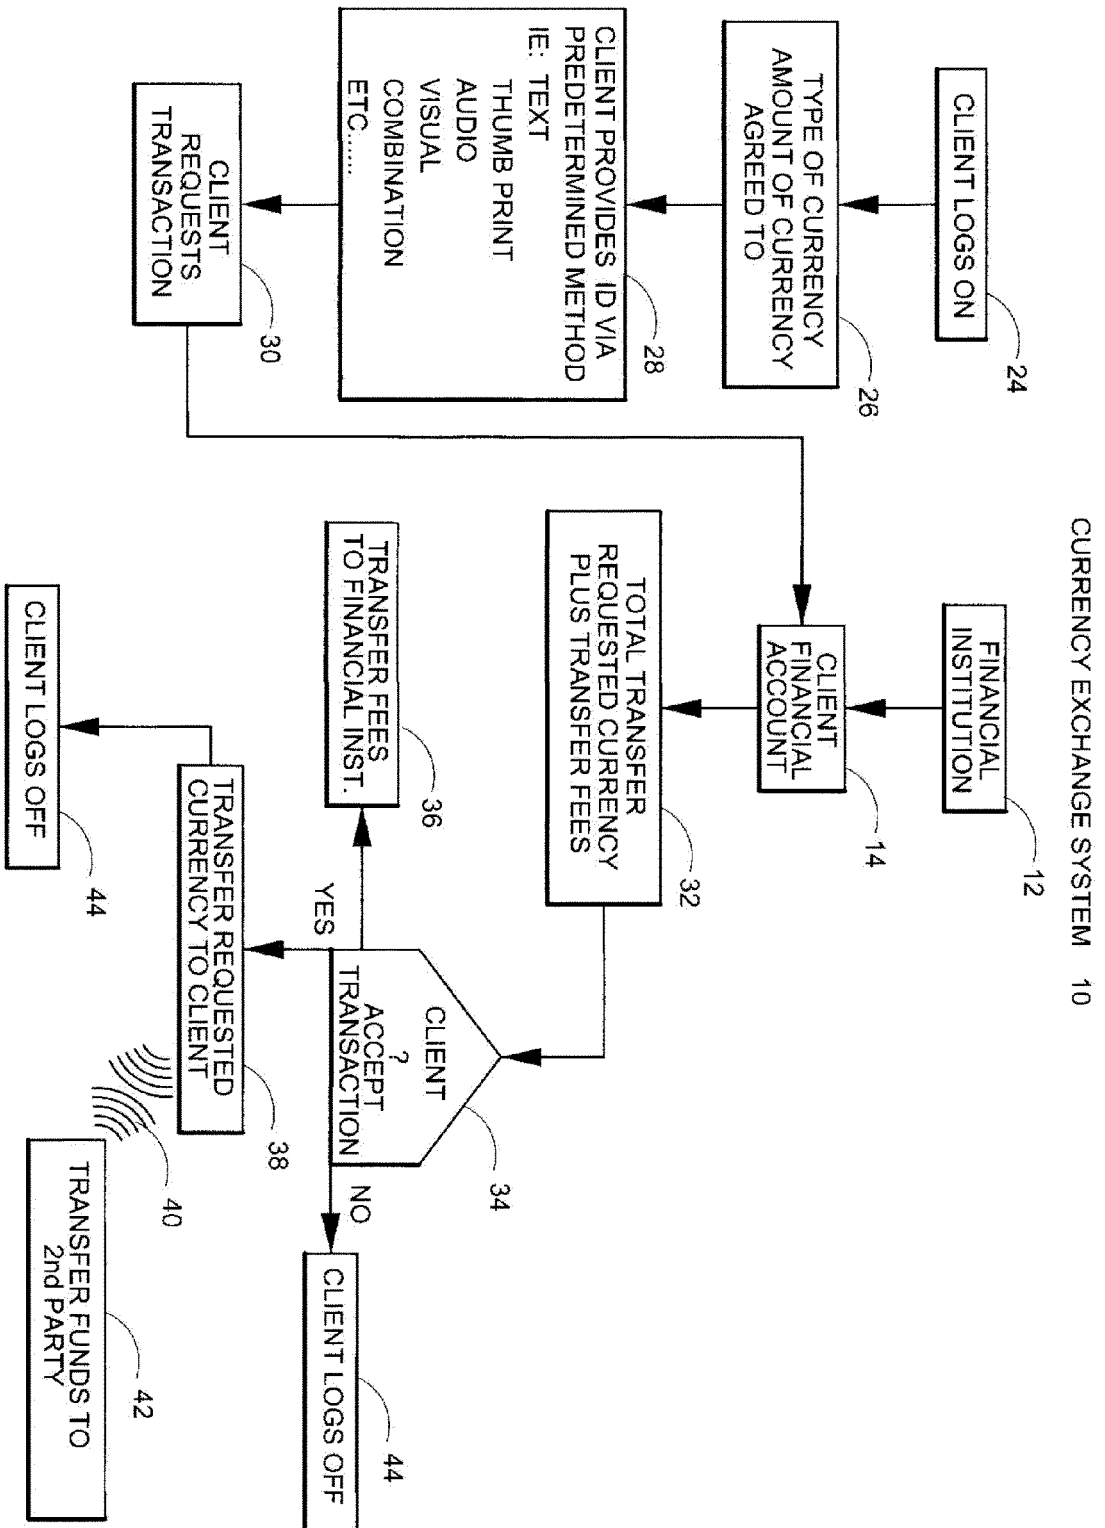 CURRENCY EXCHANGE SYSTEM 10
CLIENT LOGS ON
24
TYPE OF CURRENCY
AMOUNT OF CURRENCY
AGREED TO
26
CLIENT PROVIDES ID VIA
PREDETERMINED METHOD
IE: TEXT
THUMB PRINT
AUDIO
VISUAL
COMBINATION
ETC......
28
CLIENT
REQUESTS
TRANSACTION
30
FINANCIAL
INSTITUTION
12
CLIENT
FINANCIAL
ACCOUNT
14
TOTAL TRANSFER
REQUESTED CURRENCY
PLUS TRANSFER FEES
32
CLIENT
?
ACCEPT
TRANSACTION
34
YES
NO
TRANSFER FEES
TO FINANCIAL INST.
36
TRANSFER REQUESTED
CURRENCY TO CLIENT
38
40
CLIENT LOGS OFF
44
CLIENT LOGS OFF
44
TRANSFER FUNDS TO
2nd PARTY
42